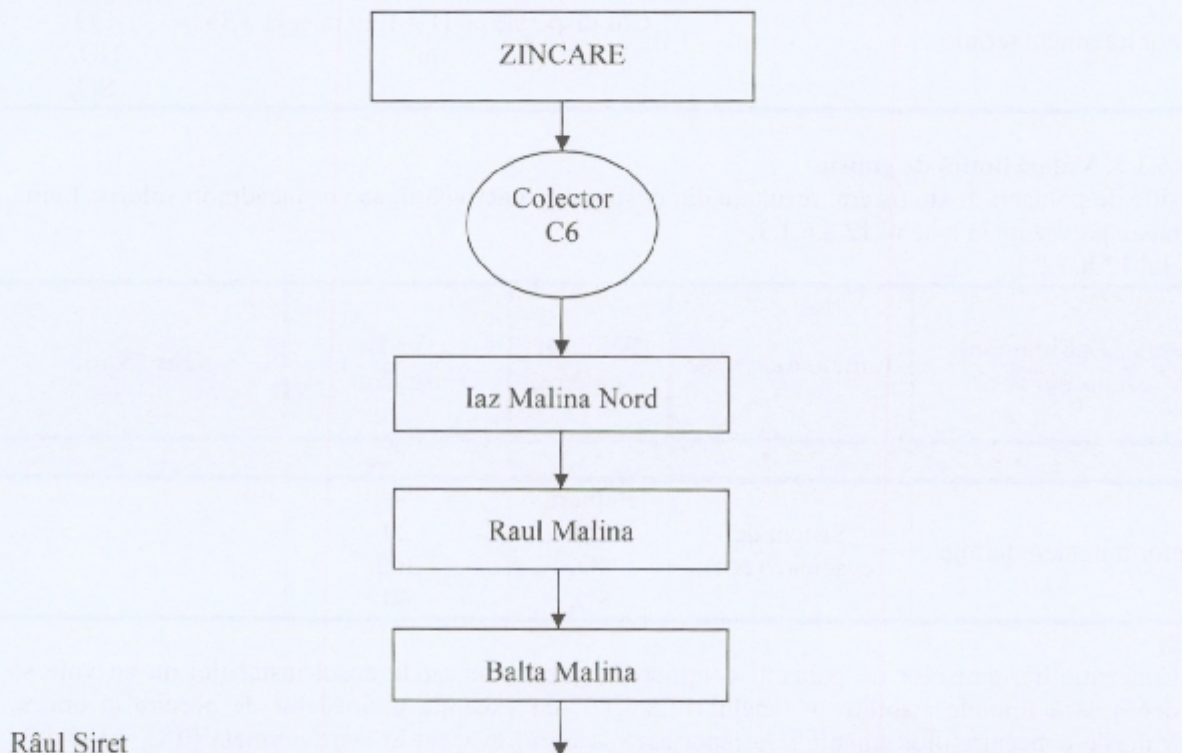 ZINCARE
Colector
C6
Iaz Malina Nord
Raul Malina
Balta Malina
Râul Siret